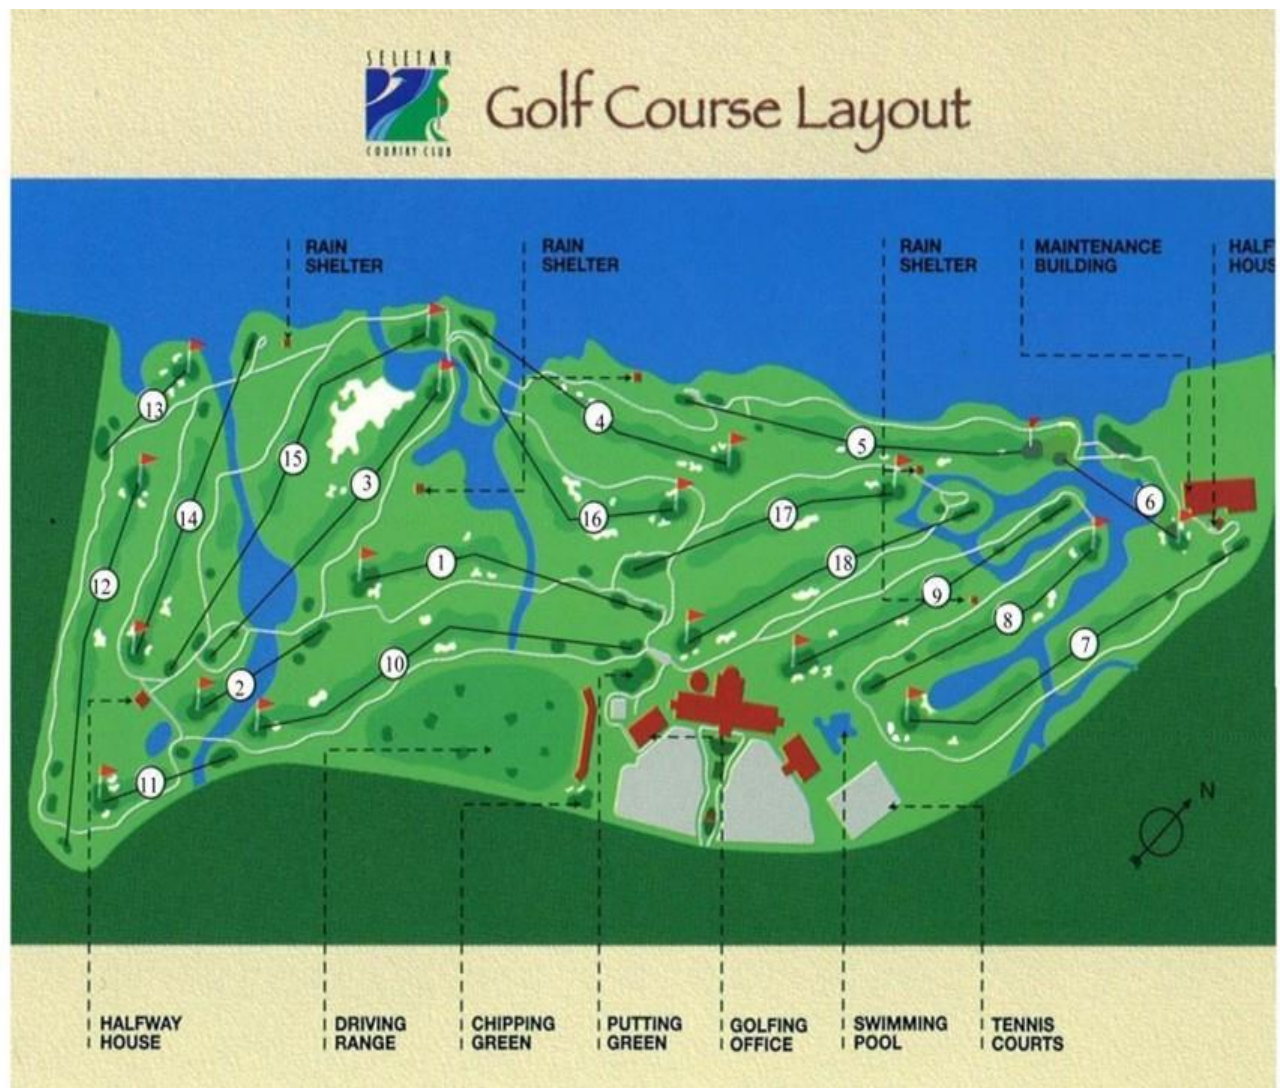 SELETAR
COUNTRY CLUB
Golf Course Layout
RAIN
SHELTER
RAIN
SHELTER
RAIN
SHELTER
MAINTENANCE
BUILDING
HALF
HOUS
13
15
14
3
12
4
5
16
17
6
1
18
9
8
7
10
2
11
N
HALFWAY
HOUSE
DRIVING
RANGE
CHIPPING
GREEN
PUTTING
GREEN
GOLFING
OFFICE
SWIMMING
POOL
TENNIS
COURTS